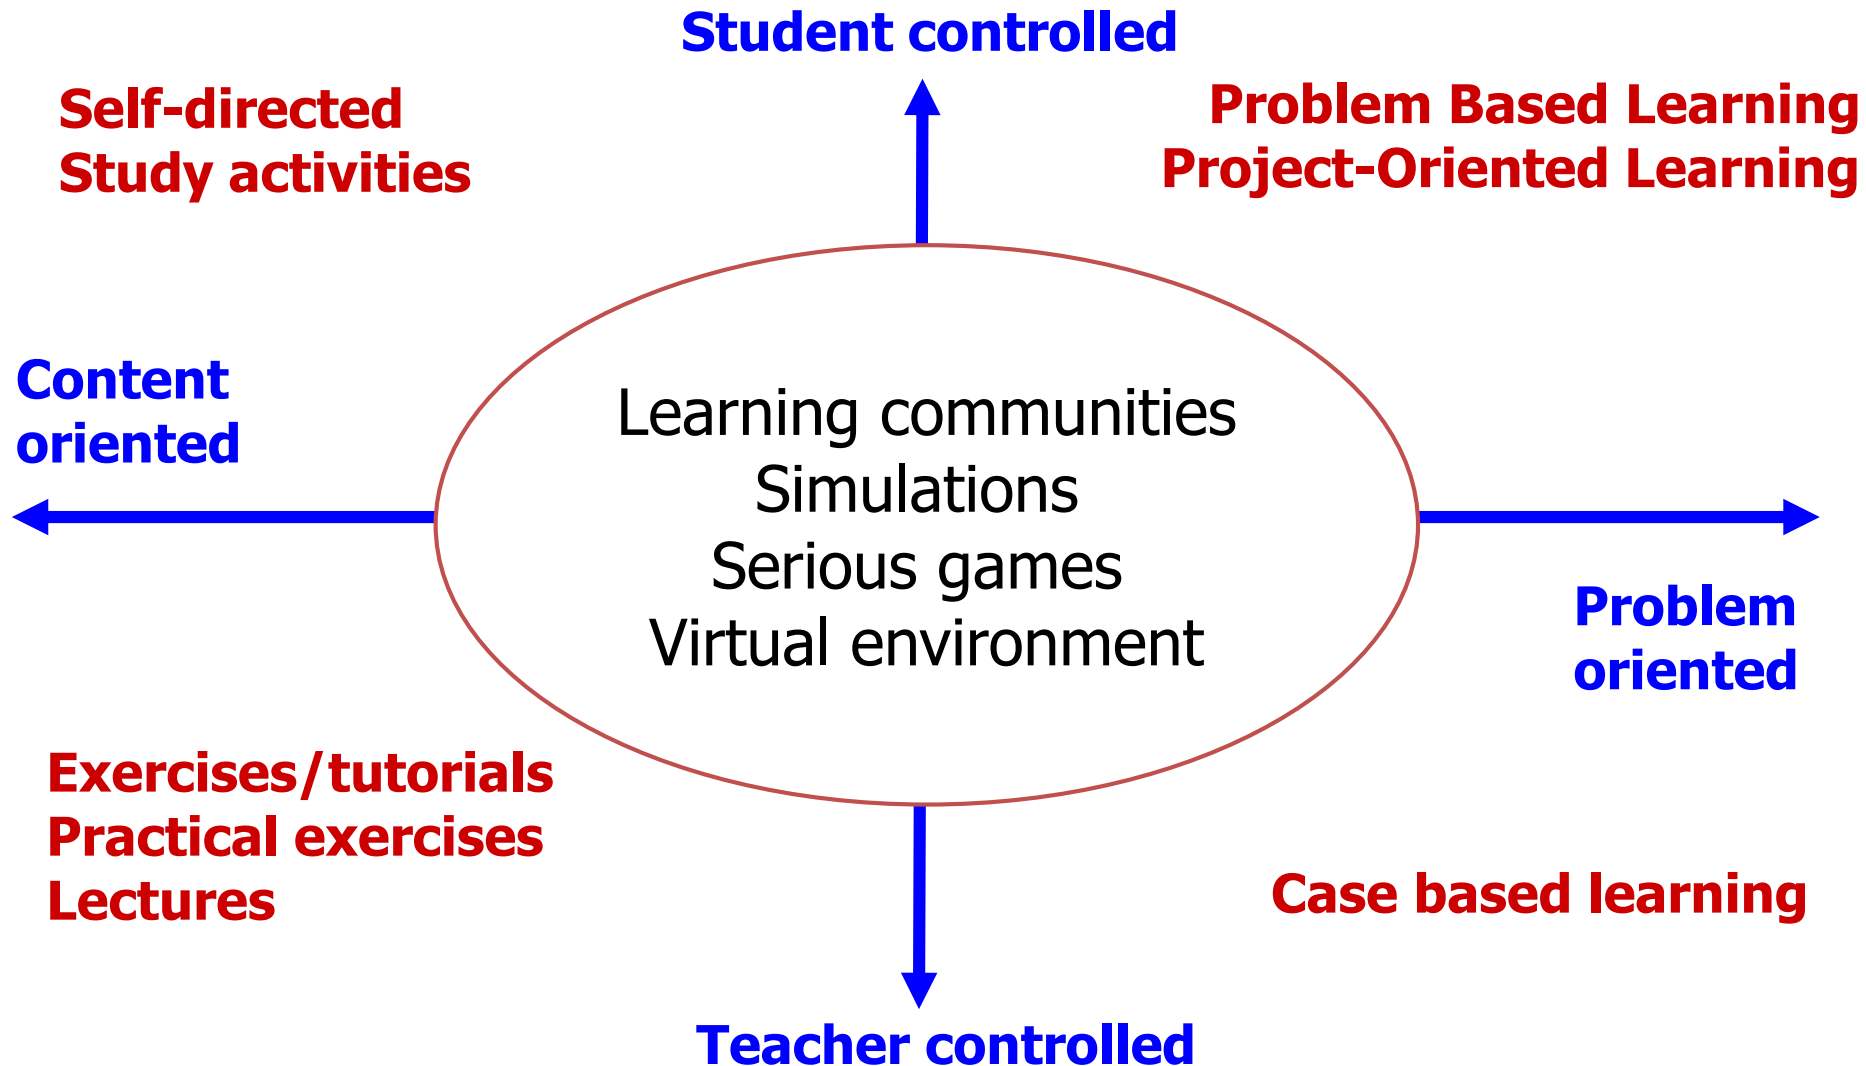 Student controlled
Self-directed
Study activities
Problem Based Learning
Project-Oriented Learning
Content
oriented
Learning communities
Simulations
Serious games
Virtual environment
Problem
oriented
Exercises/tutorials
Practical exercises
Lectures
Case based learning
Teacher controlled